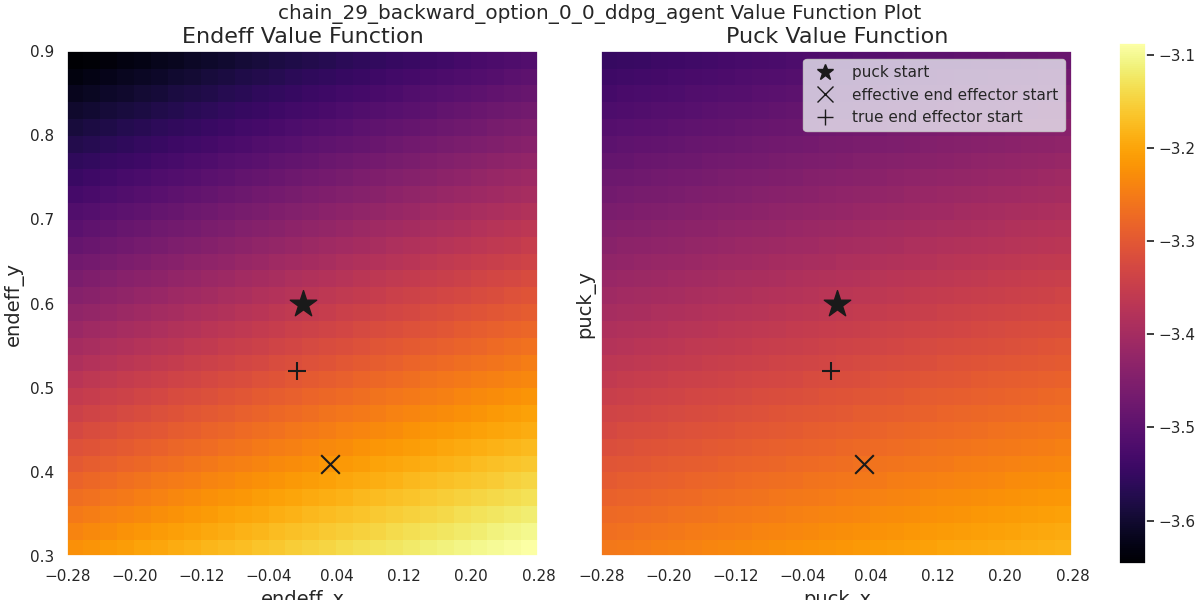 chain_29_backward_option_0_0_ddpg_agent Value Function Plot
Endeff Value Function
Puck Value Function
puck start
effective end effector start
true end effector start
0.9
0.8
0.7
0.6
0.5
0.4
0.3
endeff_y
−0.28 −0.20 −0.12 −0.04 0.04 0.12 0.20 0.28
endeff_x
puck_y
−0.28 −0.20 −0.12 −0.04 0.04 0.12 0.20 0.28
puck_x
−3.1
−3.2
−3.3
−3.4
−3.5
−3.6